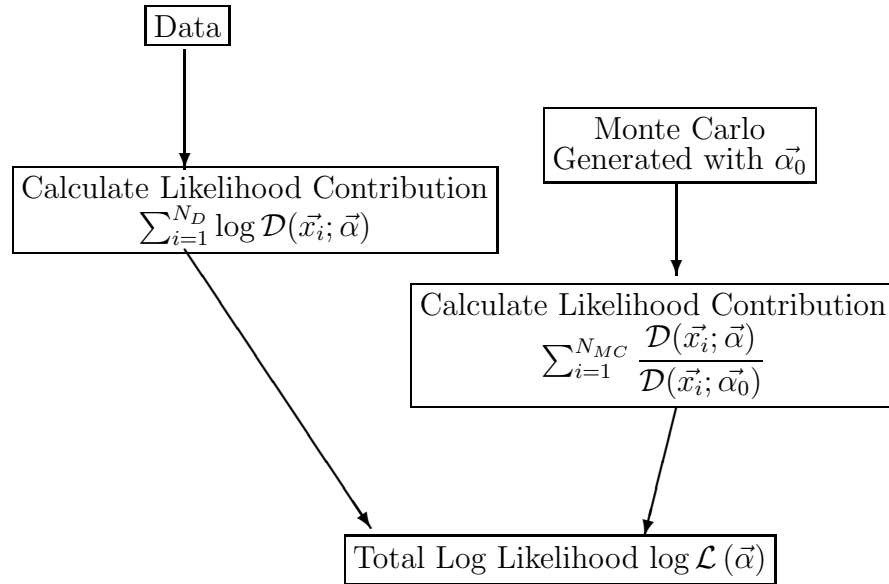 Data
Monte Carlo
Generated with $\vec{\alpha_0}$
Calculate Likelihood Contribution
$\sum_{i=1}^{N_D} \log \mathcal{D}(\vec{x_i}; \vec{\alpha})$
Calculate Likelihood Contribution
$\sum_{i=1}^{N_{MC}} \dfrac{\mathcal{D}(\vec{x_i}; \vec{\alpha})}{\mathcal{D}(\vec{x_i}; \vec{\alpha_0})}$
Total Log Likelihood $\log \mathcal{L}(\vec{\alpha})$